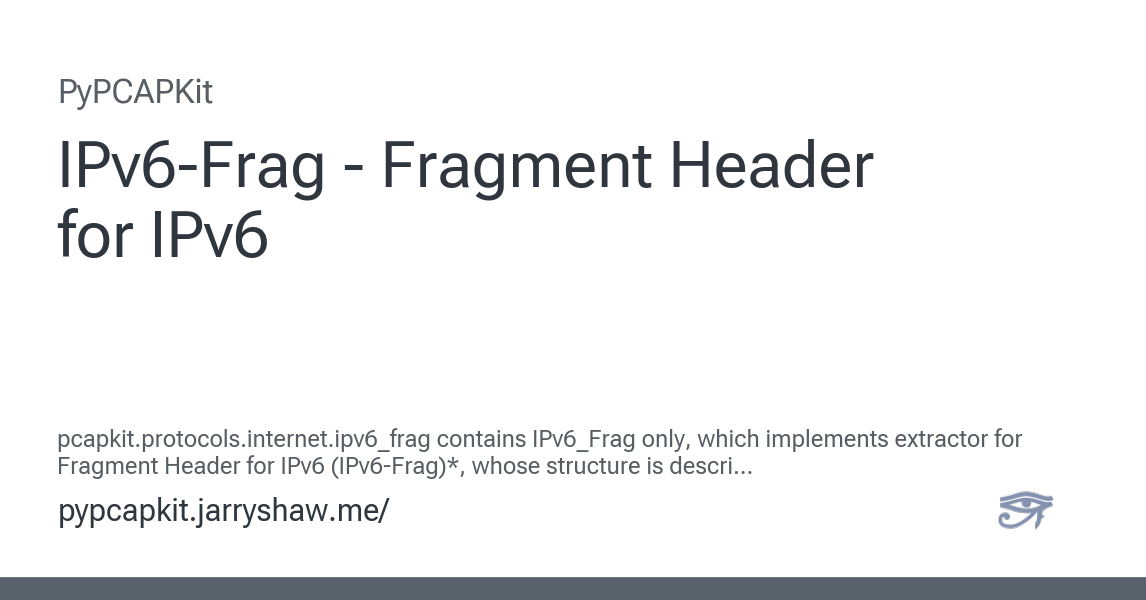 PyPCAPKit
IPv6-Frag - Fragment Header
for IPv6
pcapkit.protocols.internet.ipv6_frag contains IPv6_Frag only, which implements extractor for
Fragment Header for IPv6 (IPv6-Frag)*, whose structure is descri...
pypcapkit.jarryshaw.me/